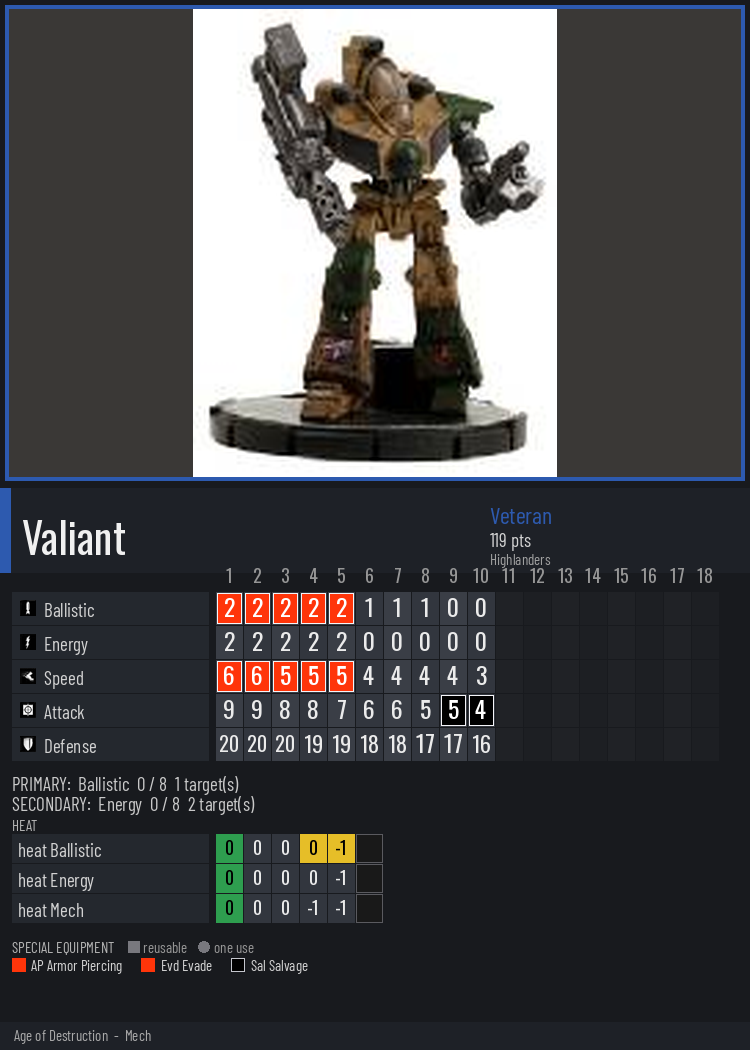 Valiant
Veteran
119 pts
Highlanders
1 2 3 4 5 6 7 8 9 10 11 12 13 14 15 16 17 18
Ballistic 2 2 2 2 2 1 1 1 0 0
Energy 2 2 2 2 2 0 0 0 0 0
Speed 6 6 5 5 5 4 4 4 4 3
Attack 9 9 8 8 7 6 6 5 5 4
Defense 20 20 20 19 19 18 18 17 17 16
PRIMARY: Ballistic 0 / 8 1 target(s)
SECONDARY: Energy 0 / 8 2 target(s)
HEAT
heat Ballistic 0 0 0 0 -1
heat Energy 0 0 0 0 -1
heat Mech 0 0 0 -1 -1
SPECIAL EQUIPMENT reusable one use
AP Armor Piercing Evd Evade Sal Salvage
Age of Destruction - Mech